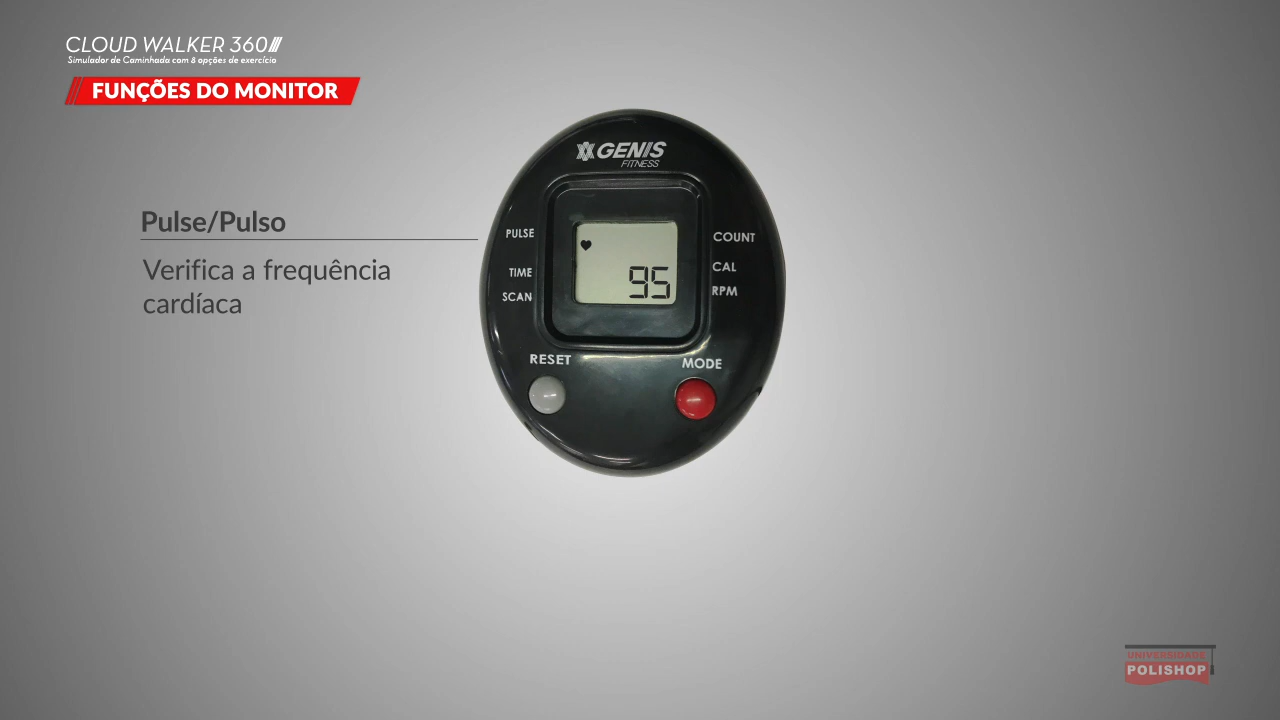 CLOUD WALKER 360
Simulador de Caminhada com 8 opções de exercício
FUNÇÕES DO MONITOR
GENIS
FITNESS
Pulse/Pulso
Verifica a frequência
cardíaca
PULSE
TIME
SCAN
95
COUNT
CAL
RPM
RESET
MODE
UNIVERSIDADE
POLISHOP